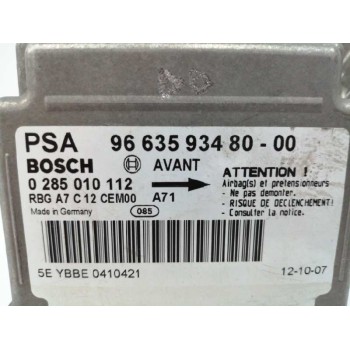 PSA 96 635 934 80 - 00
BOSCH AVANT
0 285 010 112
RBG A7 C 12 CEM00 A71
Made in Germany 085
ATTENTION !
Airbag(s) et pretensionneurs
- Ne pas demonter.
- RISQUE DE DECLENCHEMENT!
- Consulter la notice.
5E YBBE 0410421
12-10-07